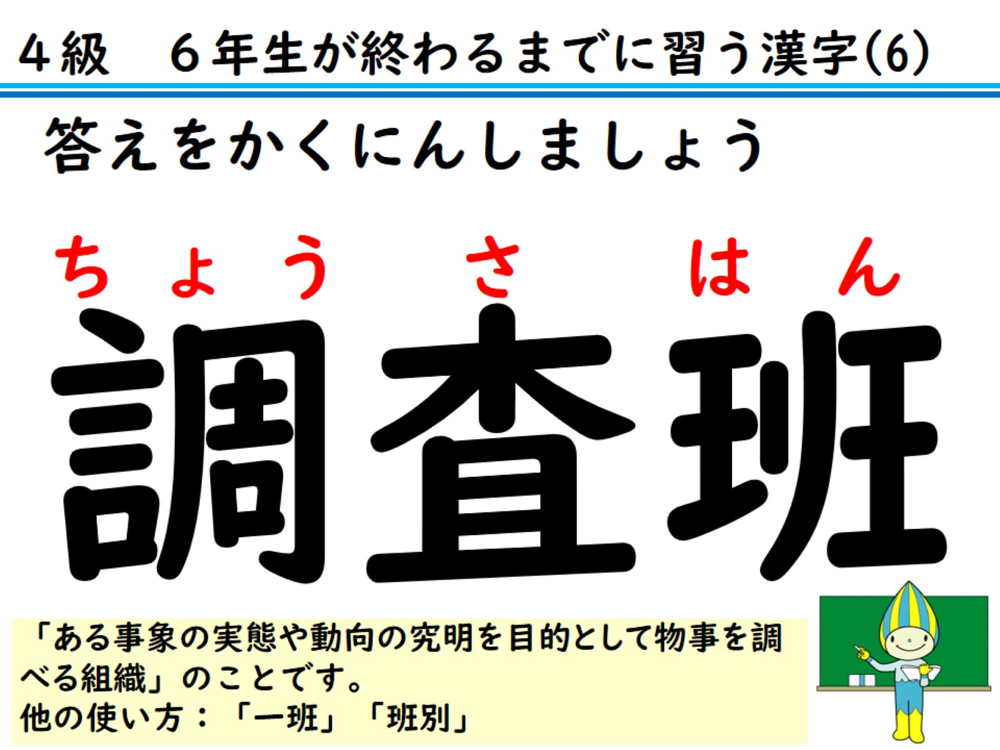 ４級　６年生が終わるまでに習う漢字(6)
答えをかくにんしましょう
ちょう　さ　はん
調査班
「ある事象の実態や動向の究明を目的として物事を調
べる組織」のことです。
他の使い方：「一班」「班別」